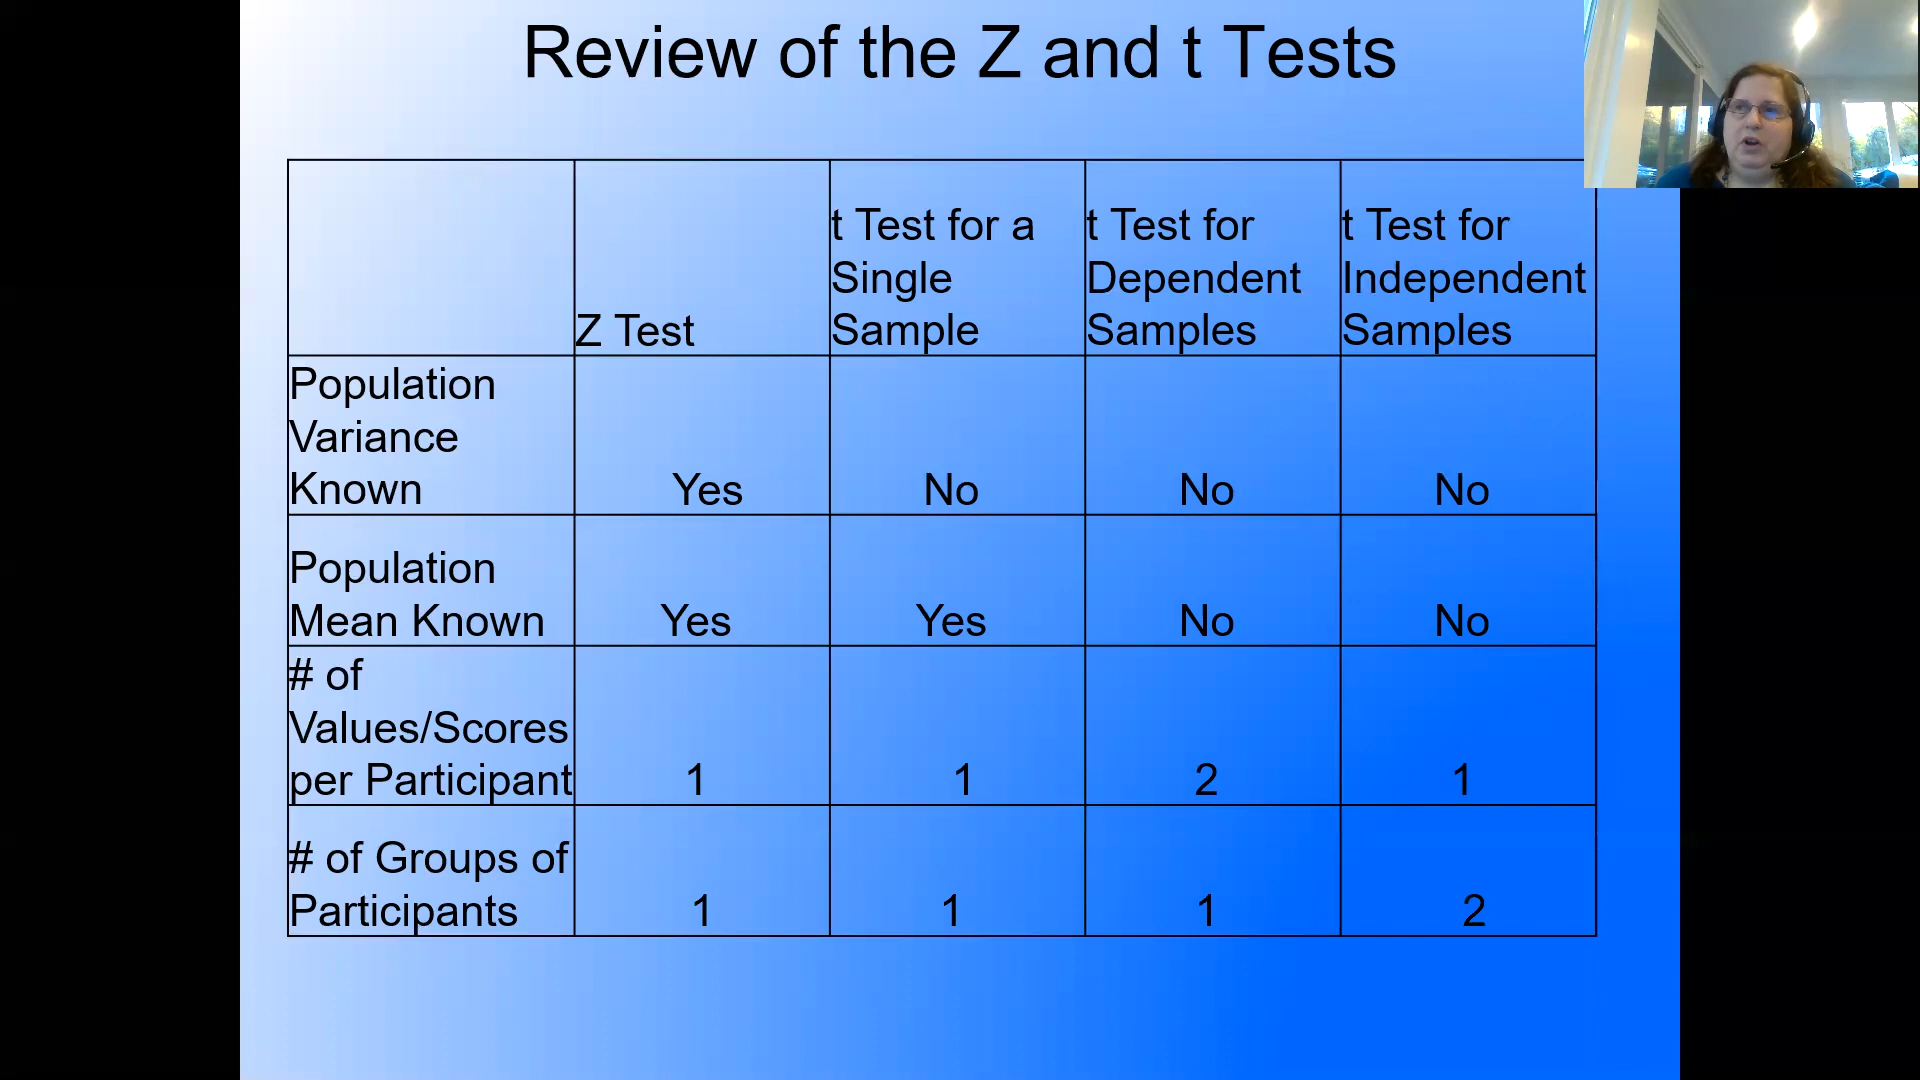 Review of the Z and t Tests
Z Test
t Test for a
Single
Sample
t Test for
Dependent
Samples
t Test for
Independent
Samples
Population
Variance
Known
Yes
No
No
No
Population
Mean Known
Yes
Yes
No
No
# of
Values/Scores
per Participant
1
1
2
1
# of Groups of
Participants
1
1
1
2